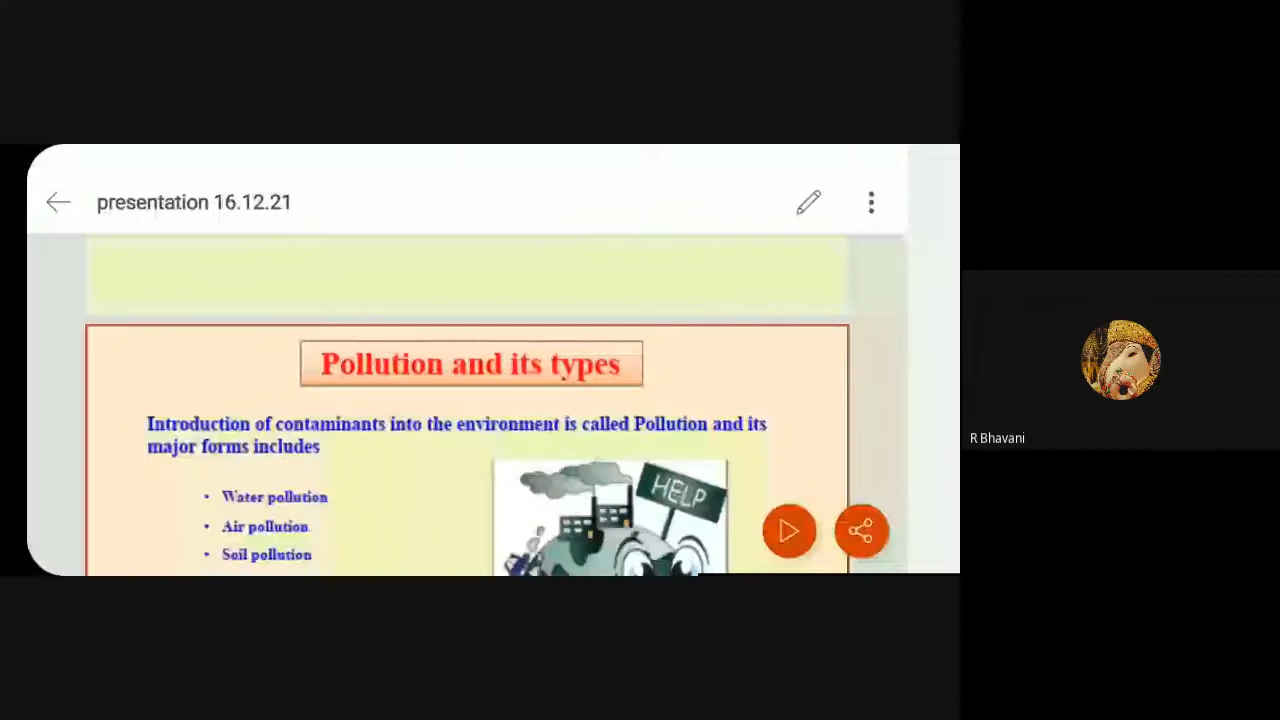 presentation 16.12.21
Pollution and its types
Introduction of contaminants into the environment is called Pollution and its
major forms includes
• Water pollution
• Air pollution
• Soil pollution
HELP
R Bhavani